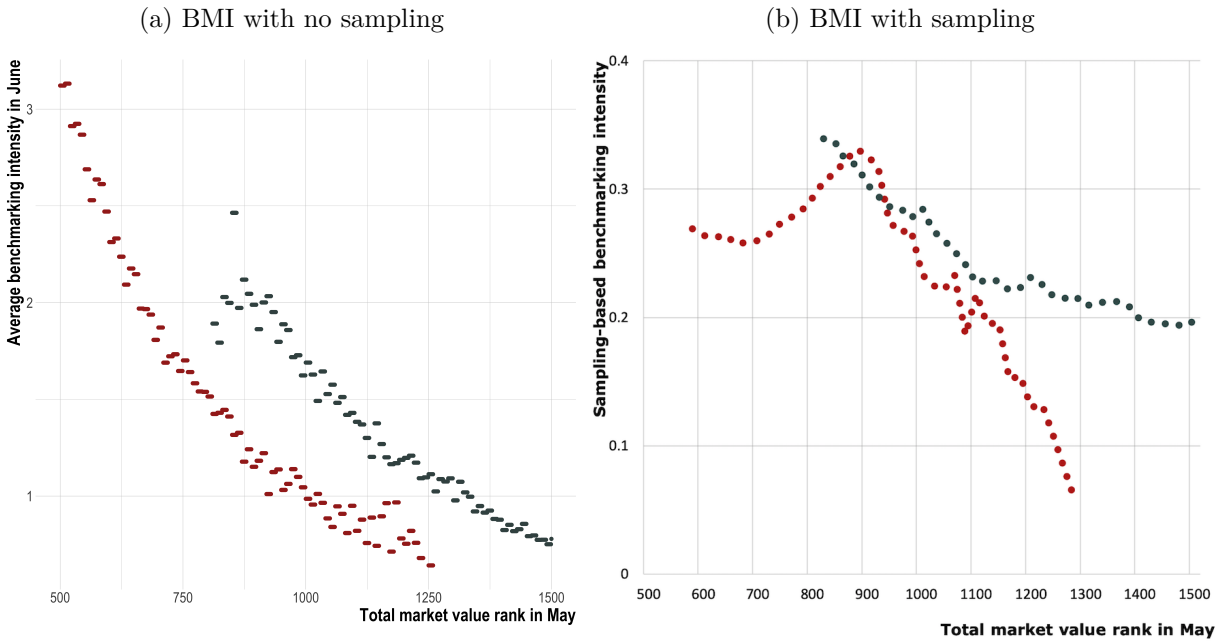 (a) BMI with no sampling
Average benchmarking intensity in June
3
2
1
500 750 1000 1250 1500
Total market value rank in May
(b) BMI with sampling
Sampling-based benchmarking intensity
0.4
0.3
0.2
0.1
0
500 600 700 800 900 1000 1100 1200 1300 1400 1500
Total market value rank in May